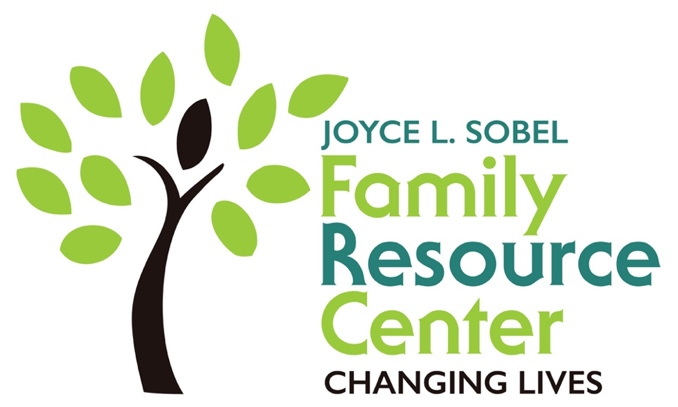 JOYCE L. SOBEL
Family
Resource
Center
CHANGING LIVES